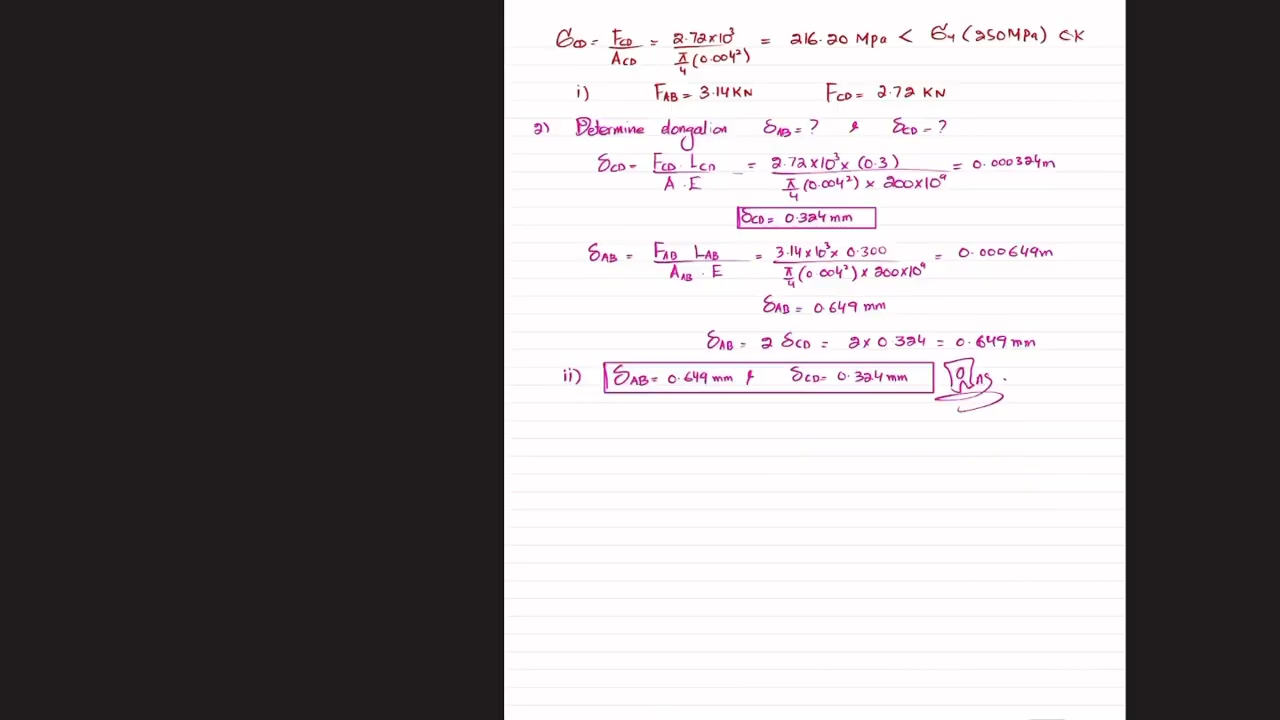 σCD = FCD / ACD = 2.72×10³ / π/4 (0.004²) = 216.20 MPa < σy (250MPa) OK
i) FAB = 3.14 KN FCD = 2.72 KN
2) Determine elongation δAB = ? & δCD = ?
δCD = FCD · LCD / A · E = 2.72×10³ × (0.3) / π/4 (0.004²) × 200×10⁹ = 0.000324m
δCD = 0.324 mm
δAB = FAB LAB / AAB · E = 3.14×10³ × 0.300 / π/4 (0.004²) × 200×10⁹ = 0.000649m
δAB = 0.649 mm
δAB = 2 δCD = 2 × 0.324 = 0.649 mm
ii) δAB = 0.649 mm & δCD = 0.324 mm Ans.